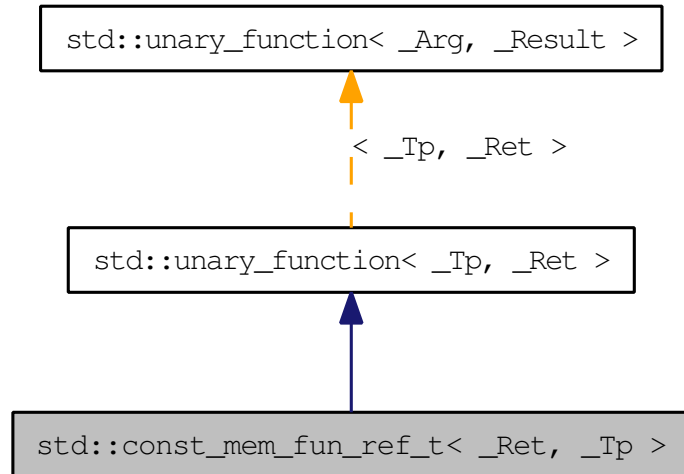 std::unary_function< _Arg, _Result >
< _Tp, _Ret >
std::unary_function< _Tp, _Ret >
std::const_mem_fun_ref_t< _Ret, _Tp >